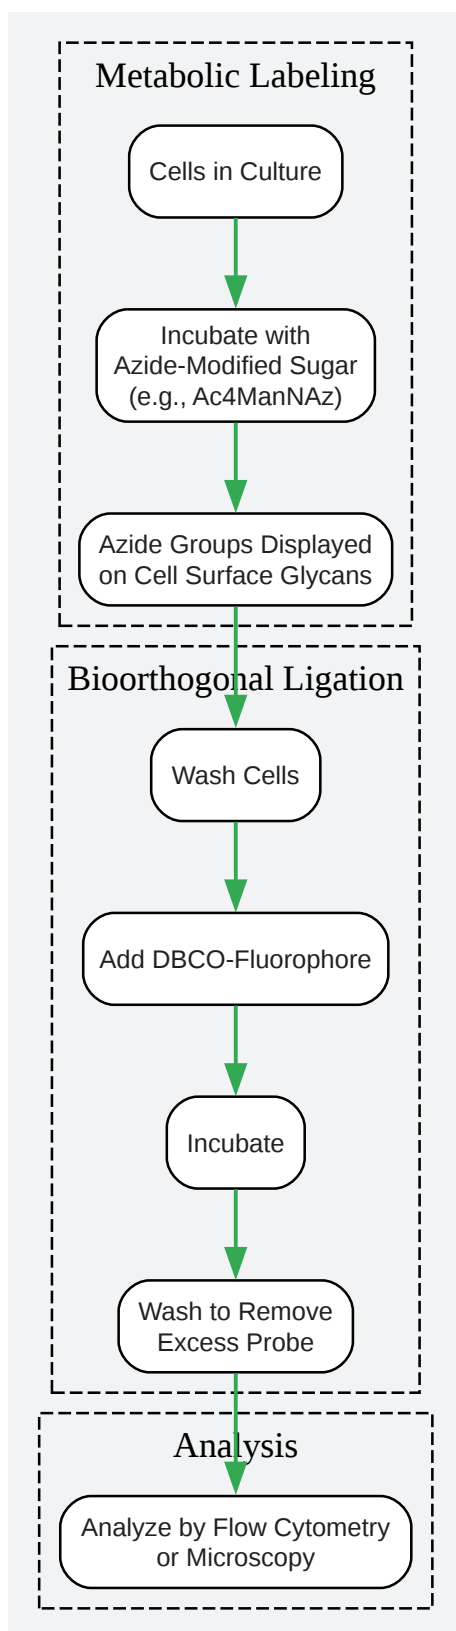 Metabolic Labeling
Cells in Culture
Incubate with
Azide-Modified Sugar
(e.g., Ac4ManNAz)
Azide Groups Displayed
on Cell Surface Glycans
Bioorthogonal Ligation
Wash Cells
Add DBCO-Fluorophore
Incubate
Wash to Remove
Excess Probe
Analysis
Analyze by Flow Cytometry
or Microscopy